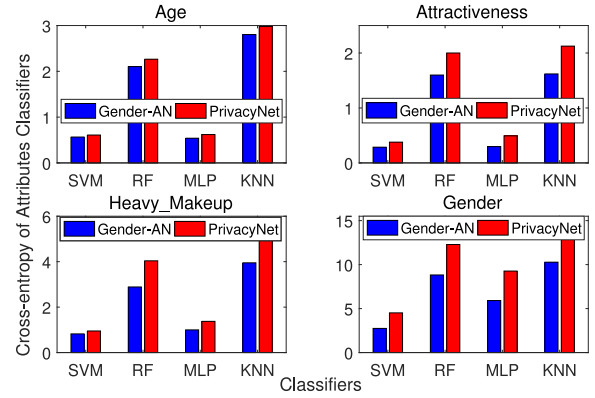 Age
Attractiveness
3
2
1
0
Gender-AN PrivacyNet
SVM RF MLP KNN
2
1
0
Gender-AN PrivacyNet
SVM RF MLP KNN
Heavy_Makeup
Gender
6
4
2
0
Gender-AN PrivacyNet
SVM RF MLP KNN
15
10
5
0
Gender-AN PrivacyNet
SVM RF MLP KNN
Cross-entropy of Attributes Classifiers
Classifiers